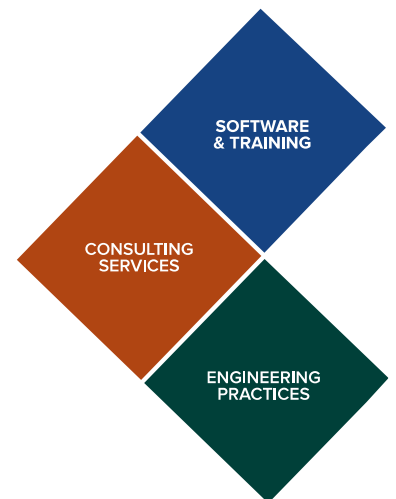 SOFTWARE
& TRAINING
CONSULTING
SERVICES
ENGINEERING
PRACTICES